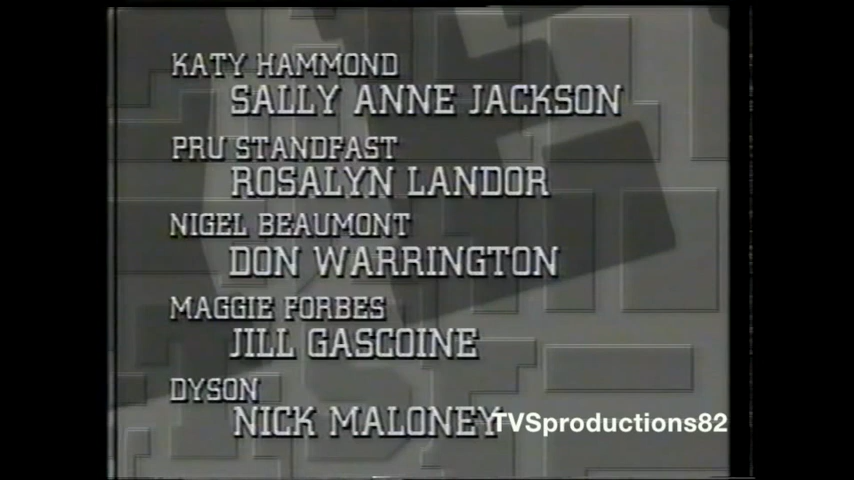 KATY HAMMOND
SALLY ANNE JACKSON
PRU STANDFAST
ROSALYN LANDOR
NIGEL BEAUMONT
DON WARRINGTON
MAGGIE FORBES
JILL GASCOINE
DYSON
NICK MALONEY
TVSproductions82